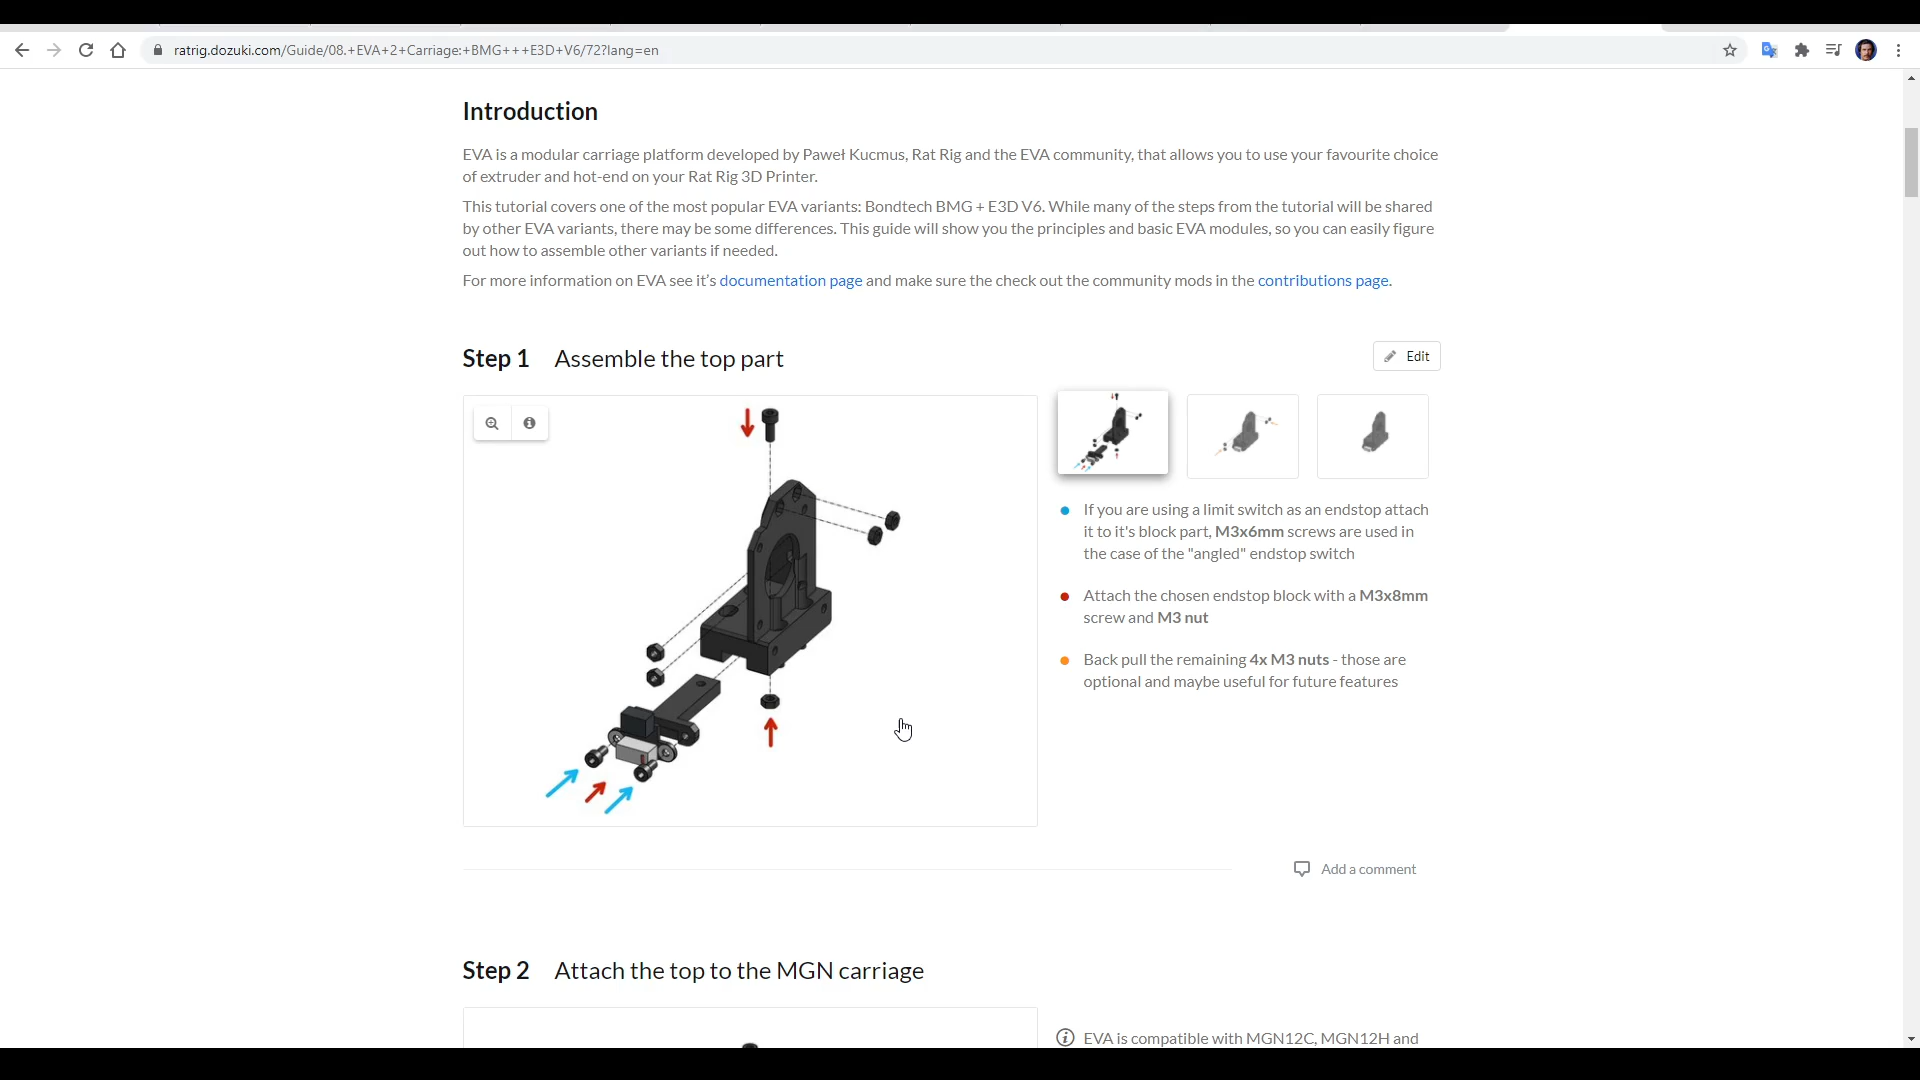 ratrig.dozuki.com/Guide/08.+EVA+2+Carriage:+BMG+++E3D+V6/72?lang=en
Introduction
EVA is a modular carriage platform developed by Paweł Kucmus, Rat Rig and the EVA community, that allows you to use your favourite choice
of extruder and hot-end on your Rat Rig 3D Printer.
This tutorial covers one of the most popular EVA variants: Bondtech BMG + E3D V6. While many of the steps from the tutorial will be shared
by other EVA variants, there may be some differences. This guide will show you the principles and basic EVA modules, so you can easily figure
out how to assemble other variants if needed.
For more information on EVA see it's documentation page and make sure the check out the community mods in the contributions page.
Step 1 Assemble the top part
Edit
If you are using a limit switch as an endstop attach
it to it's block part, M3x6mm screws are used in
the case of the "angled" endstop switch
Attach the chosen endstop block with a M3x8mm
screw and M3 nut
Back pull the remaining 4x M3 nuts - those are
optional and maybe useful for future features
Add a comment
Step 2 Attach the top to the MGN carriage
EVA is compatible with MGN12C, MGN12H and